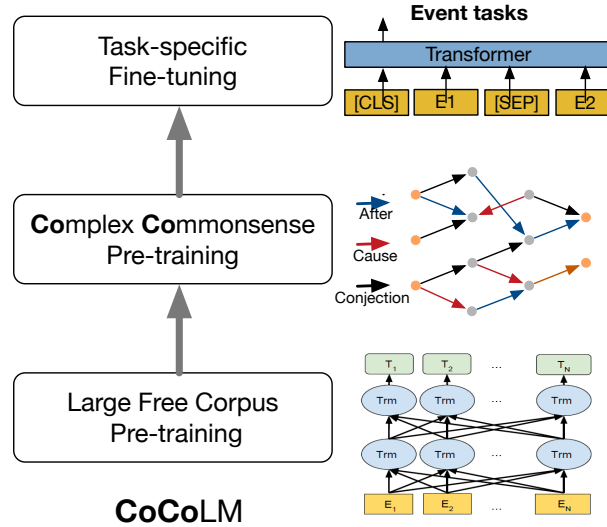 Event tasks
Task-specific
Fine-tuning
Transformer
[CLS] E1 [SEP] E2
Complex Commonsense
Pre-training
After
Cause
Conjection
Large Free Corpus
Pre-training
T1 T2 ... TN
Trm Trm ... Trm
Trm Trm ... Trm
E1 E2 ... EN
CoCoLM